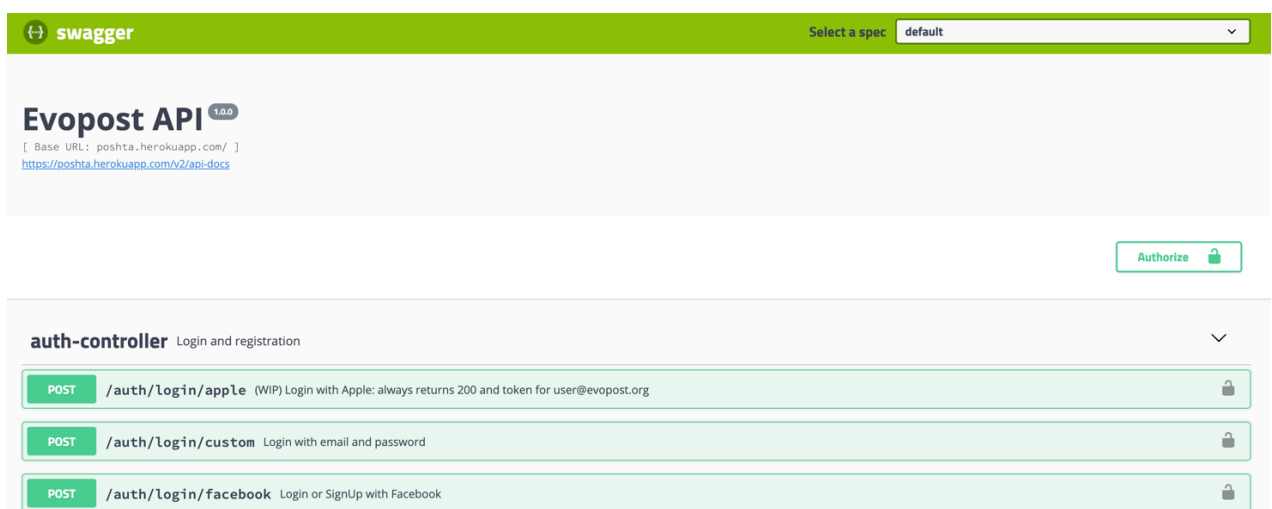 {··} swagger Select a spec default
Evopost API 1.0.0
[ Base URL: poshta.herokuapp.com/ ]
https://poshta.herokuapp.com/v2/api-docs
Authorize
auth-controller Login and registration
POST /auth/login/apple (WIP) Login with Apple: always returns 200 and token for user@evopost.org
POST /auth/login/custom Login with email and password
POST /auth/login/facebook Login or SignUp with Facebook